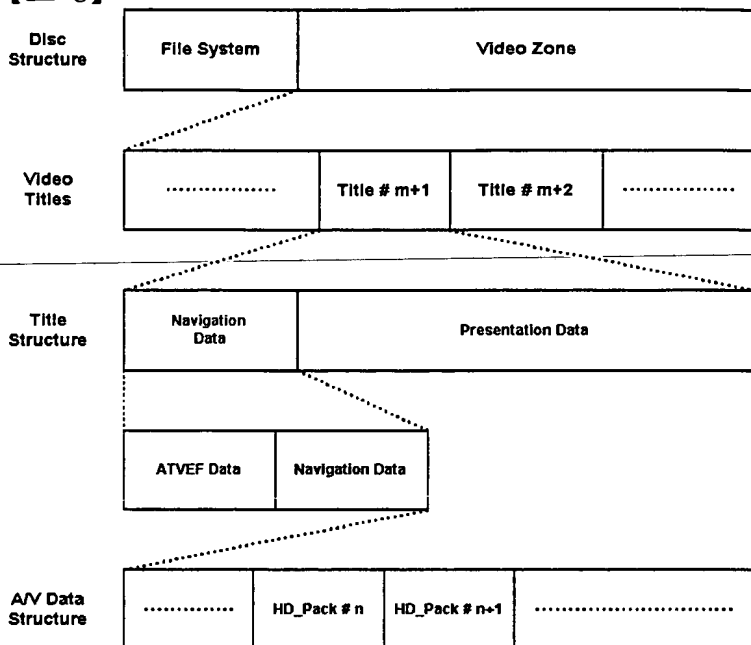 Disc Structure
File System
Video Zone
Video Titles
Title # m+1
Title # m+2
Title Structure
Navigation Data
Presentation Data
ATVEF Data
Navigation Data
A/V Data Structure
HD_Pack # n
HD_Pack # n+1